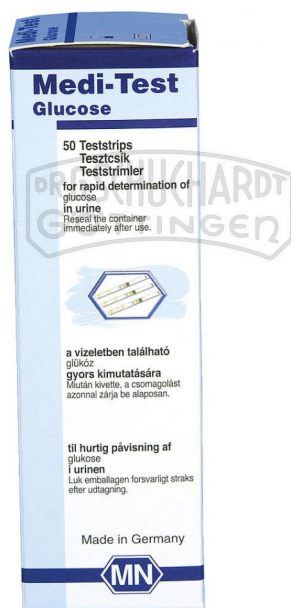 Medi-Test
Glucose
50 Teststrips
Tesztcsík
Teststrimler
for rapid determination of
glucose
in urine
Reseal the container
immediately after use.
DR. SCHUCHARDT
GÖTTINGEN
a vizeletben található
glükóz
gyors kimutatására
Miután kivette, a csomagolást
azonnal zárja be alaposan.
til hurtig påvisning af
glukose
i urinen
Luk emballagen forsvarligt straks
efter udtagning.
Made in Germany
MN